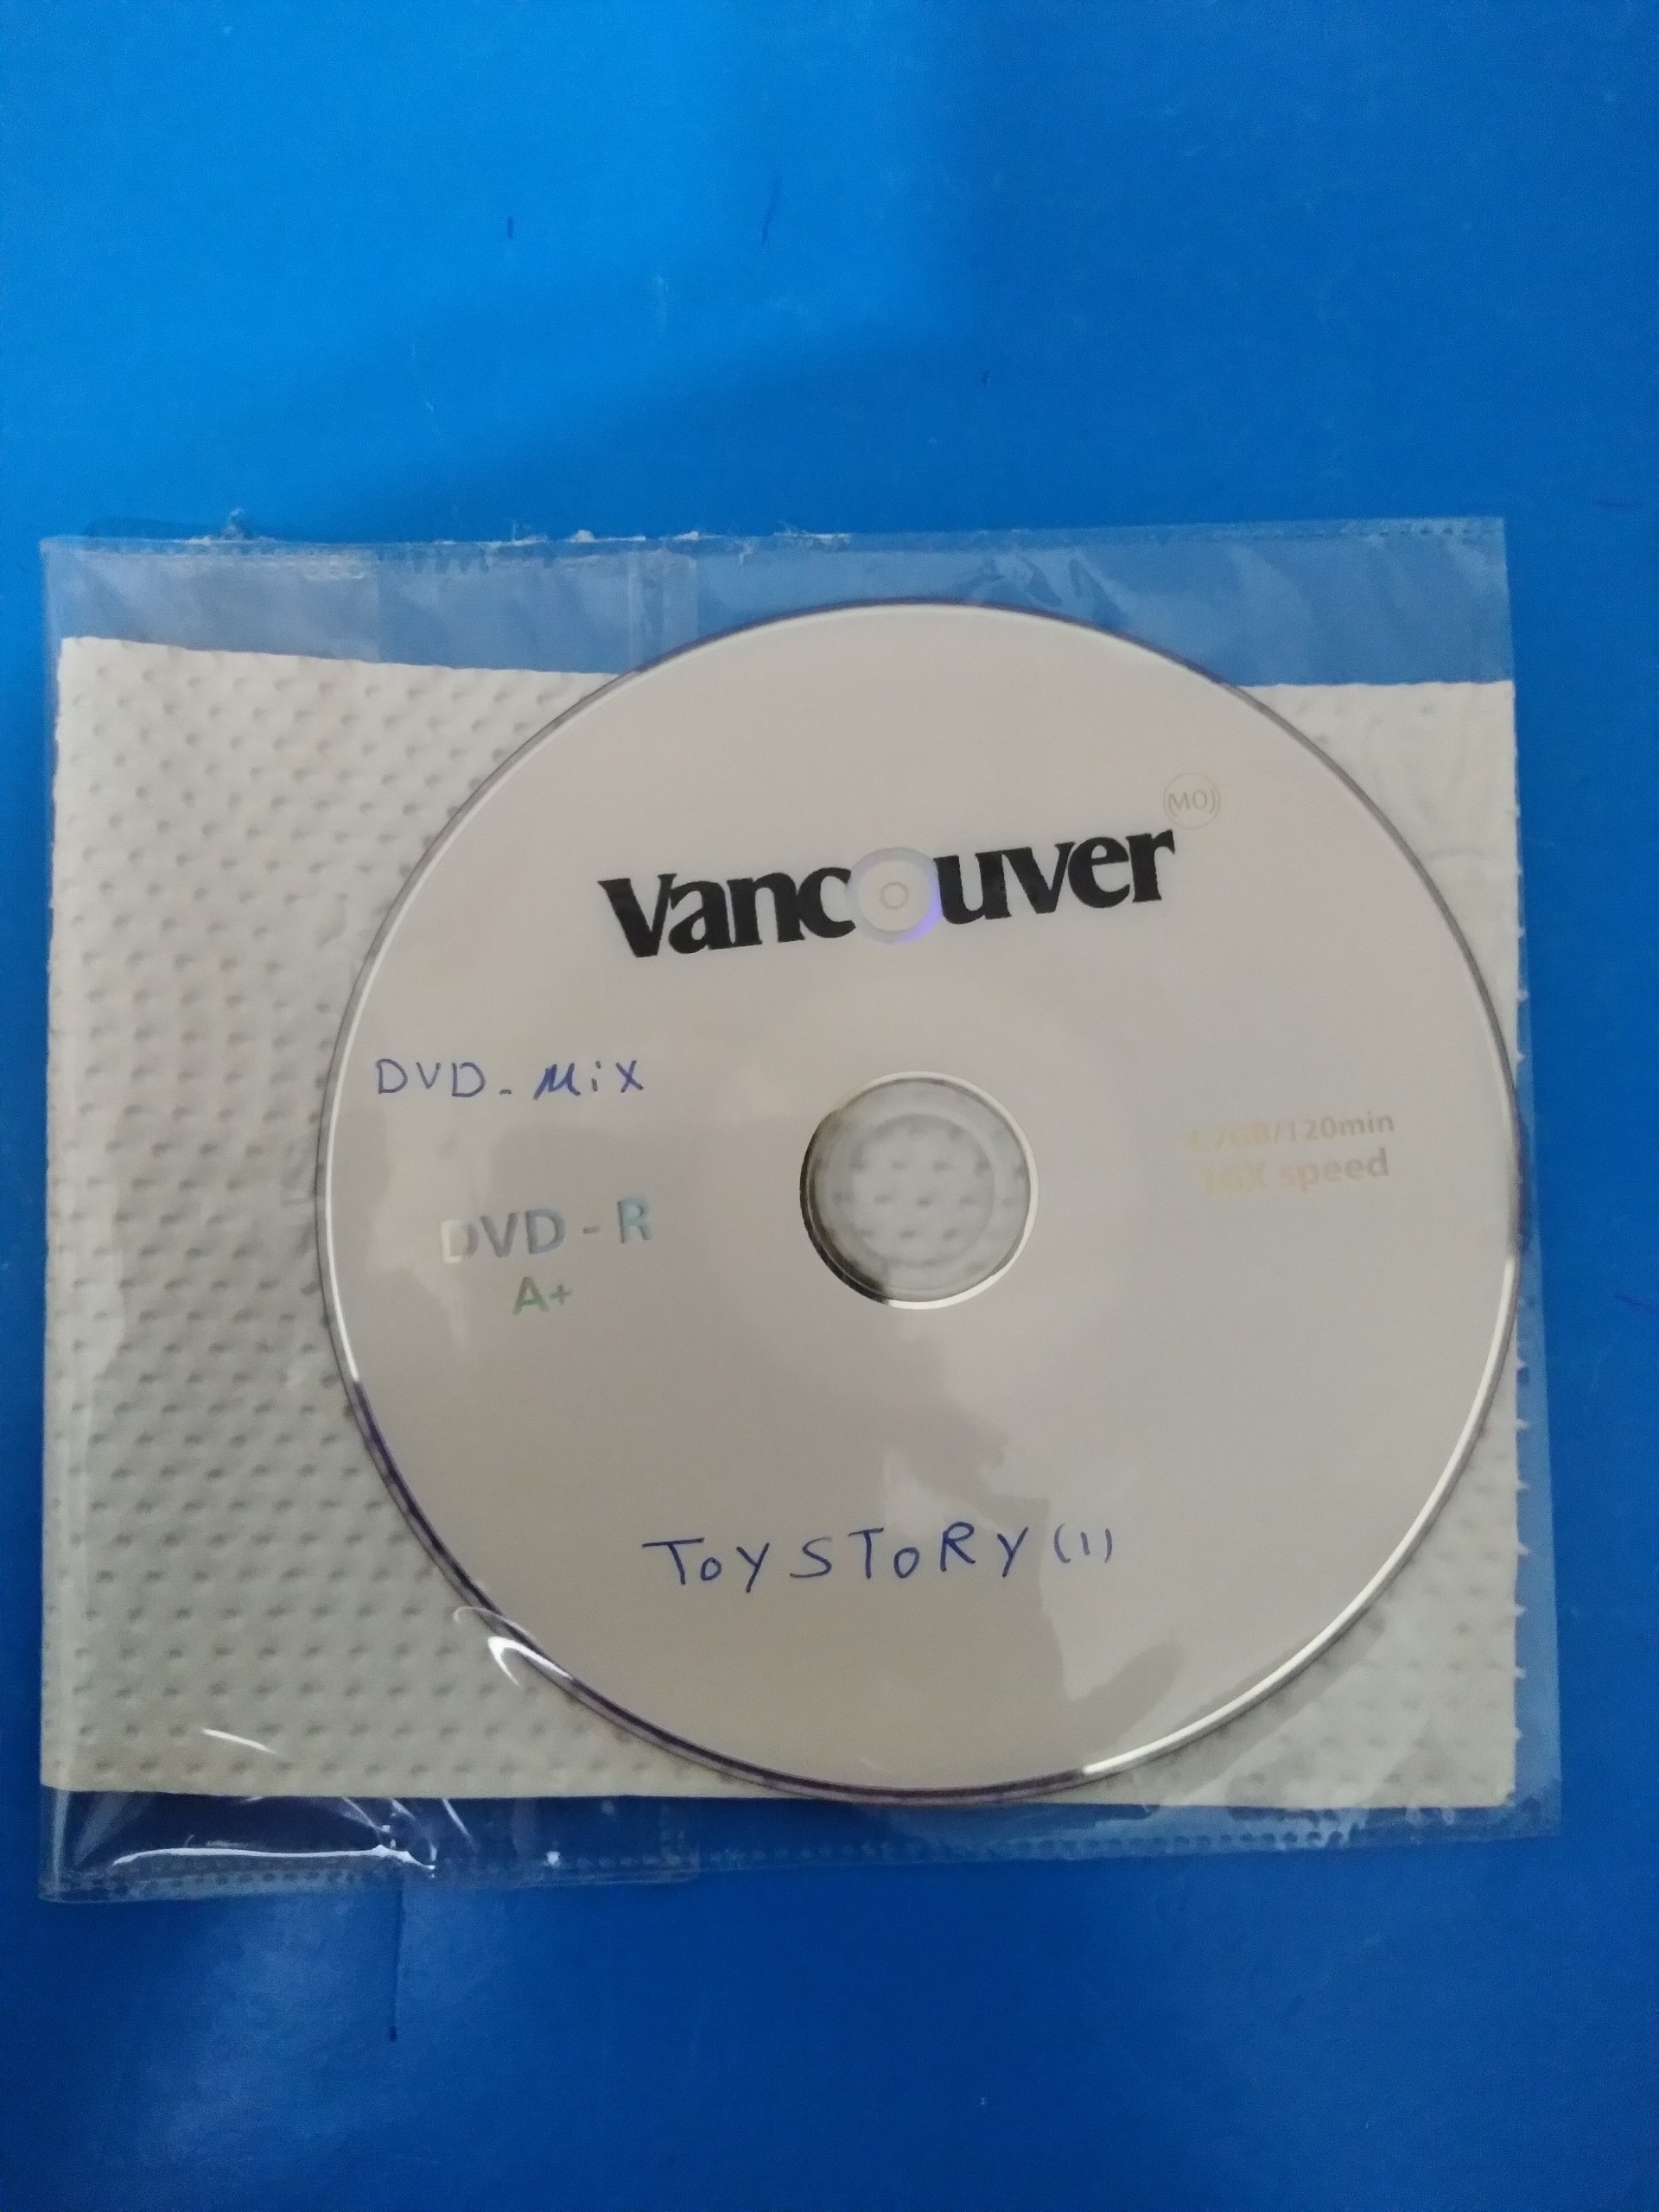 MO
Vancouver
DVD-MiX
4.7GB/120min
16X speed
DVD - R
A+
ToYSToRY (1)